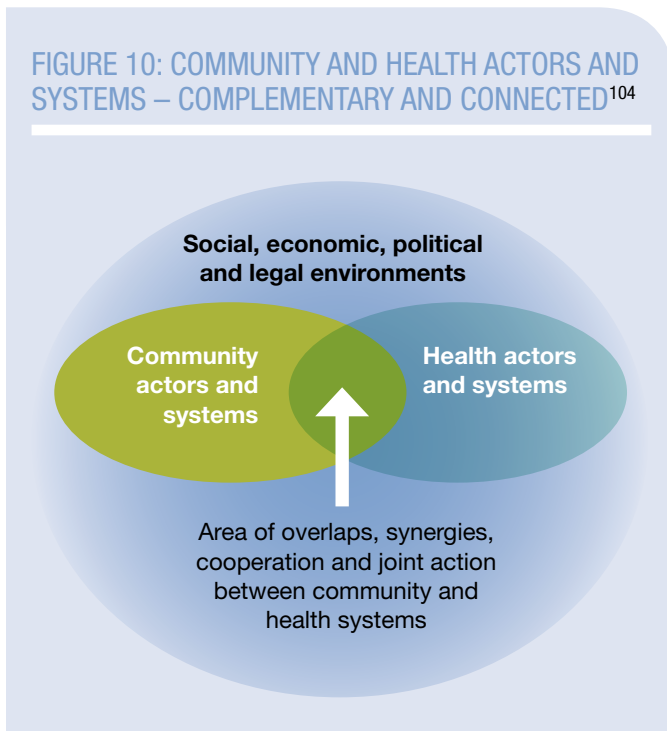 FIGURE 10: COMMUNITY AND HEALTH ACTORS AND
SYSTEMS – COMPLEMENTARY AND CONNECTED104
Social, economic, political
and legal environments
Community
actors and
systems
Health actors
and systems
Area of overlaps, synergies,
cooperation and joint action
between community and
health systems